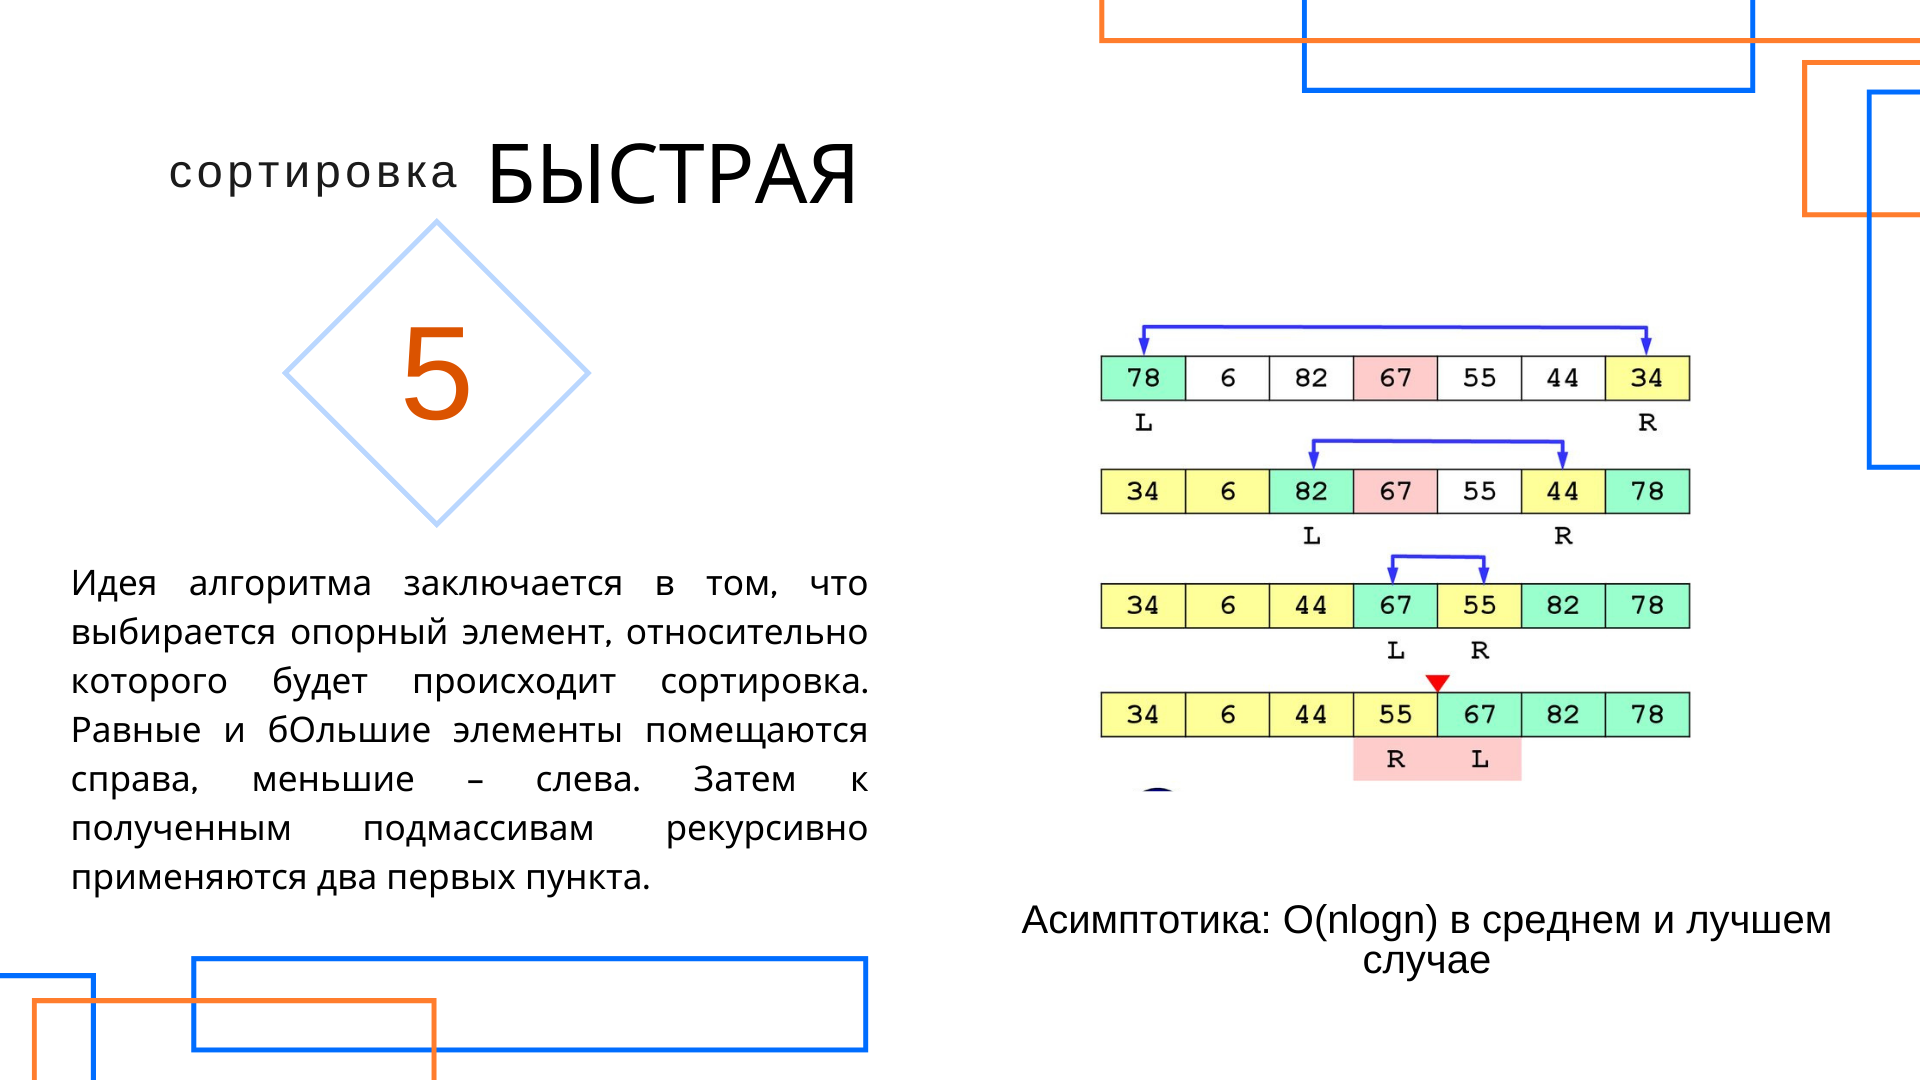 сортировка БЫСТРАЯ
5
Идея алгоритма заключается в том, что
выбирается опорный элемент, относительно
которого будет происходит сортировка.
Равные и бОльшие элементы помещаются
справа, меньшие – слева. Затем к
полученным подмассивам рекурсивно
применяются два первых пункта.
78 6 82 67 55 44 34
L R
34 6 82 67 55 44 78
L R
34 6 44 67 55 82 78
L R
34 6 44 55 67 82 78
R L
Асимптотика: O(nlogn) в среднем и лучшем
случае